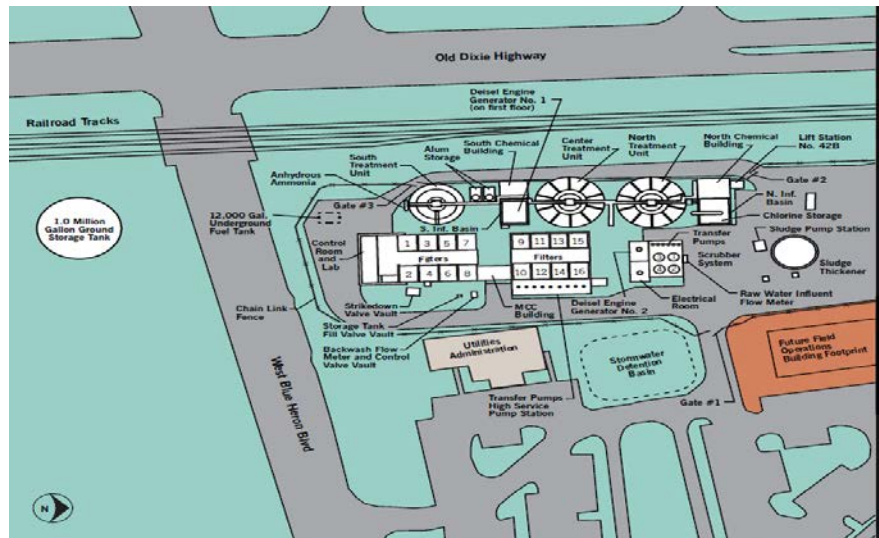 Old Dixie Highway
Deisel Engine
Generator No. 1
(on first floor)
Railroad Tracks
South Treatment
Unit
Alum
Storage
South Chemical
Building
Center
Treatment
Unit
North
Treatment
Unit
North Chemical
Building
Lift Station
No. 42B
Anhydrous
Ammonia
Gate #3
Gate #2
12,000 Gal.
Underground
Fuel Tank
1.0 Million
Gallon Ground
Storage Tank
S. Inf. Basin
N. Inf.
Basin
Chlorine Storage
Control
Room
and Lab
1 3 5 7
Filters
2 4 6 8
9 11 13 15
Filters
10 12 14 16
Transfer
Pumps
Scrubber
System
Sludge Pump Station
Sludge
Thickener
Chain Link
Fence
Strikedown
Valve Vault
Storage Tank
Fill Valve Vault
Backwash Flow
Meter and Control
Valve Vault
MCC
Building
Deisel Engine
Generator No. 2
Electrical
Room
Raw Water Influent
Flow Meter
Utilities
Administration
Stormwater
Detention
Basin
Future Field
Operations
Building Footprint
West Blue Heron Blvd
Transfer Pumps
High Service
Pump Station
Gate #1
N